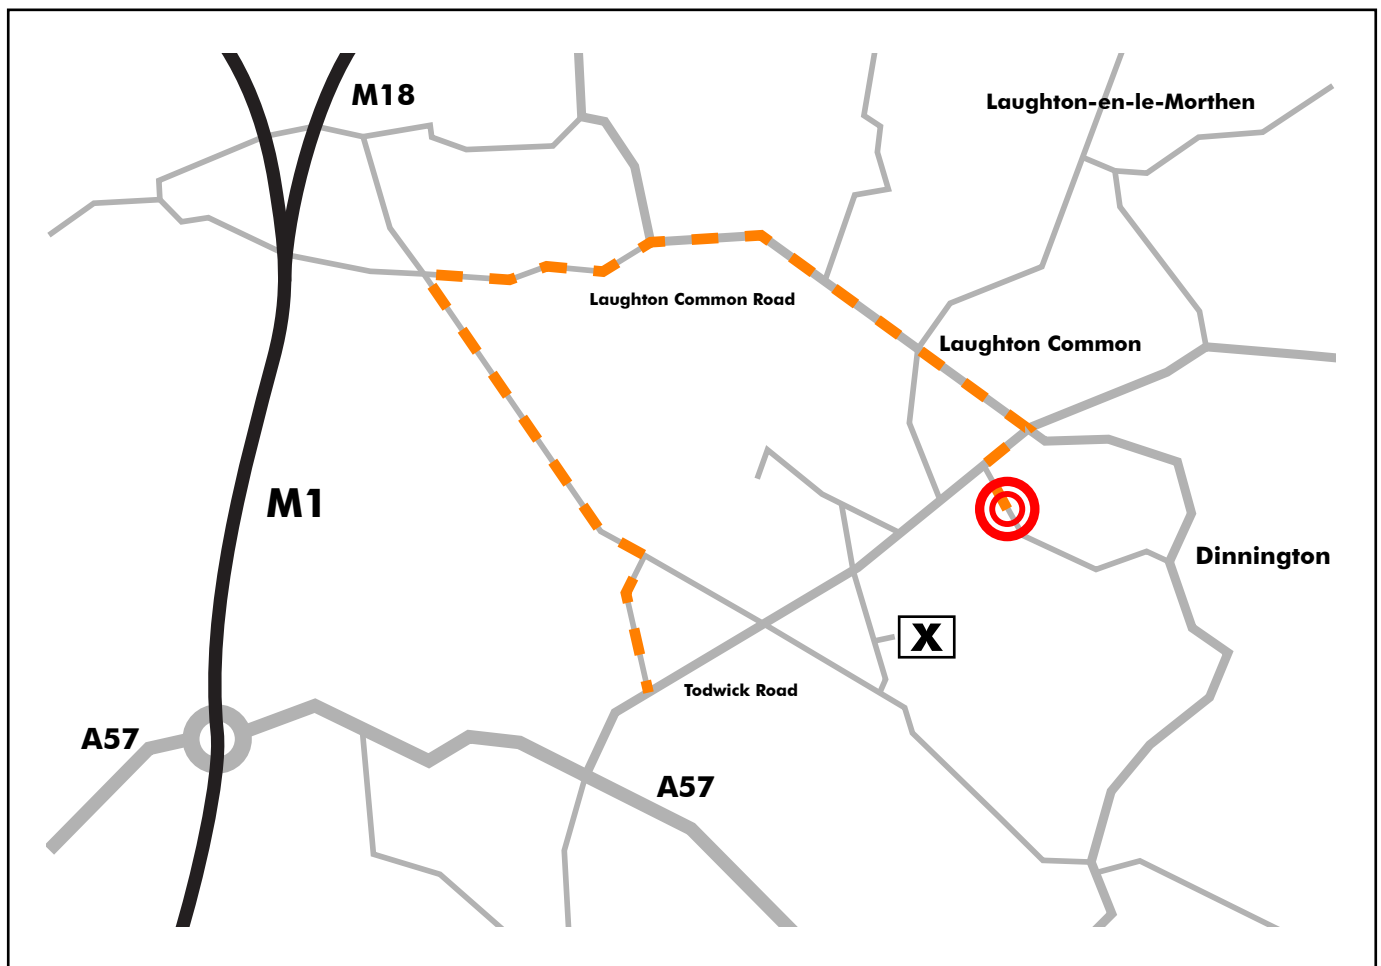 M18
Laughton-en-le-Morthen
Laughton Common Road
Laughton Common
M1
Dinnington
X
Todwick Road
A57
A57